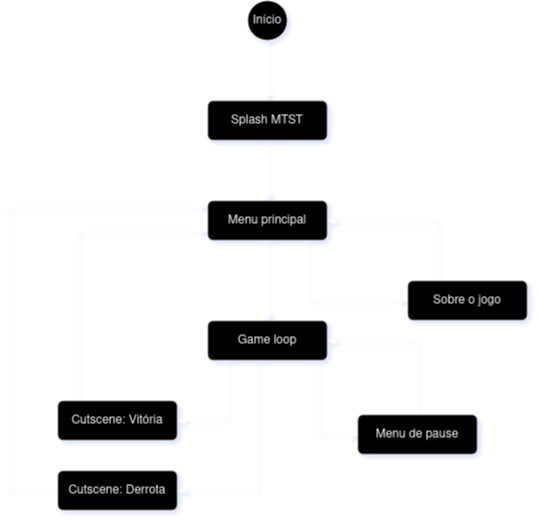 Início
Splash MTST
Menu principal
Sobre o jogo
Game loop
Cutscene: Vitória
Menu de pause
Cutscene: Derrota